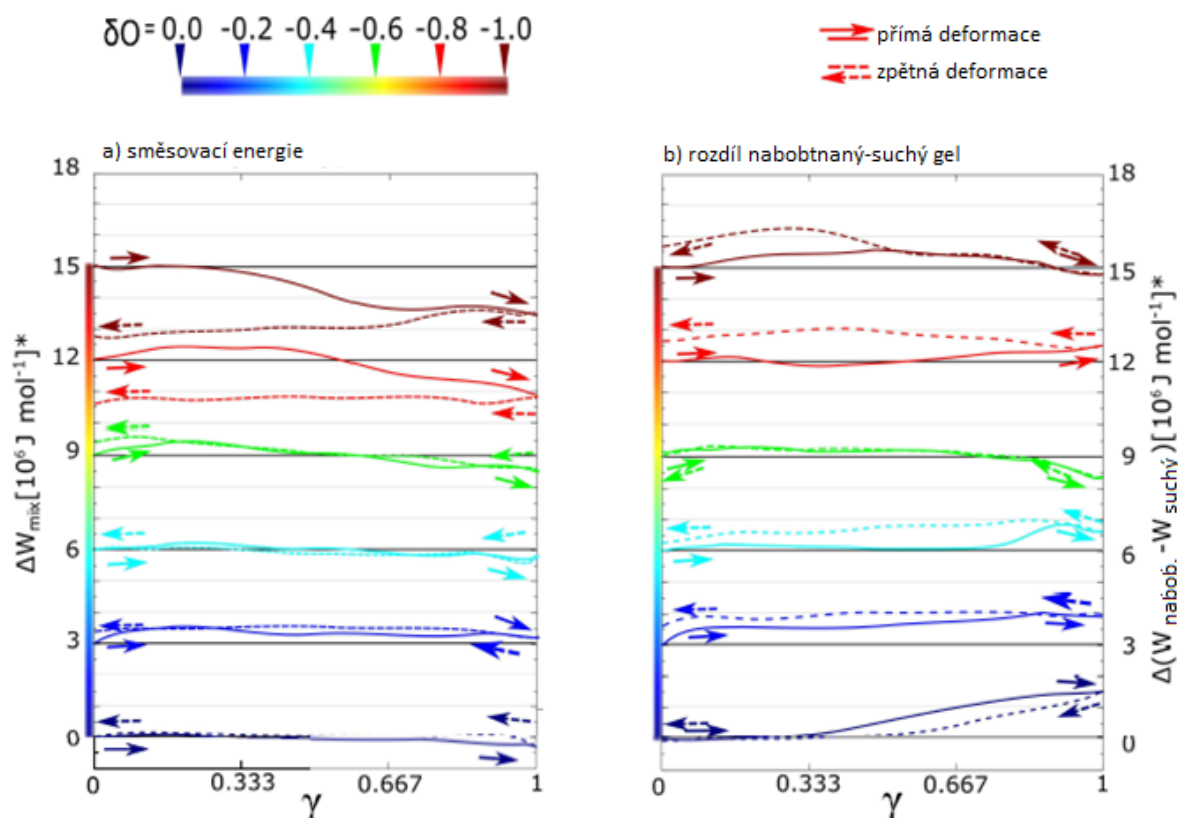 δO= 0.0 -0.2 -0.4 -0.6 -0.8 -1.0
přímá deformace
zpětná deformace
a) směsovací energie
b) rozdíl nabobtnaný-suchý gel
18
15
12
9
6
3
0
ΔW mix [10⁶ J mol⁻¹]*
0 0.333 0.667 1
γ
18
15
12
9
6
3
0
Δ(W nabob. -W suchý )[10⁶ J mol⁻¹]*
0 0.333 0.667 1
γ